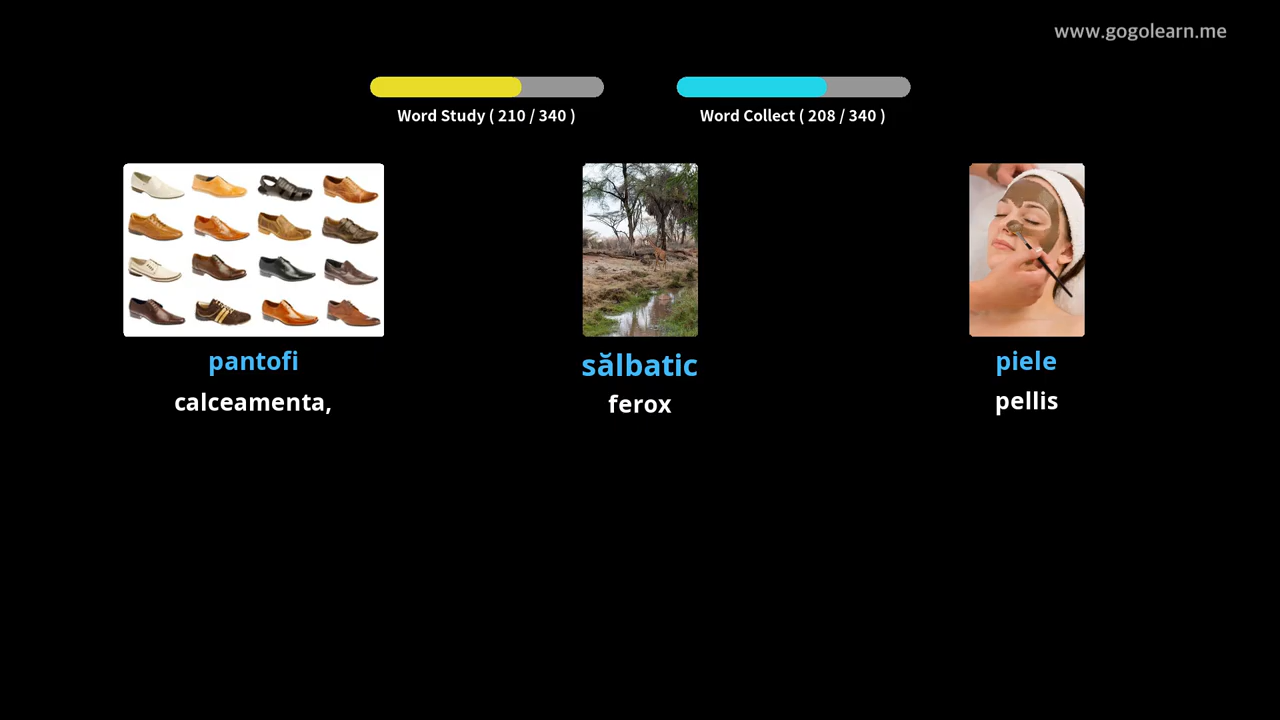 www.gogolearn.me
Word Study ( 210 / 340 )
Word Collect ( 208 / 340 )
pantofi
calceamenta,
sălbatic
ferox
piele
pellis